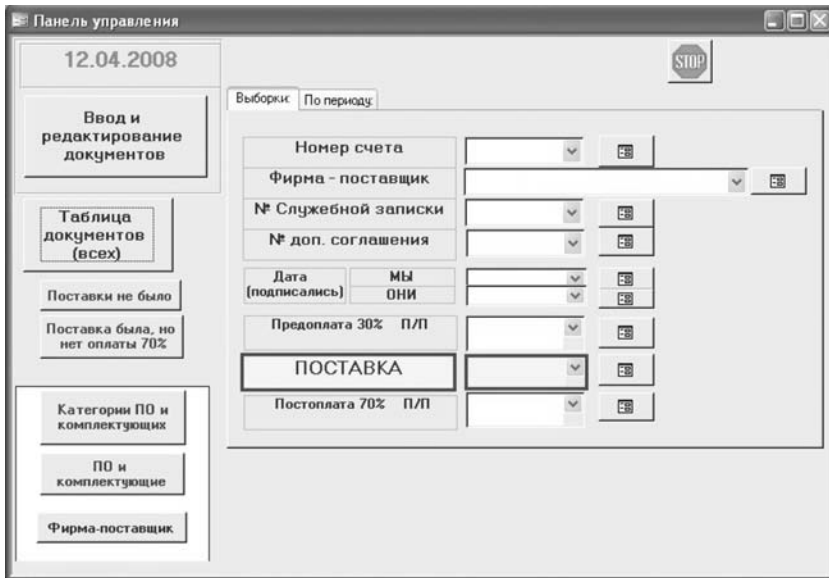 Панель управления
12.04.2008
STOP
Ввод и
редактирование
документов
Таблица
документов
(всех)
Поставки не было
Поставка была, но
нет оплаты 70%
Категории ПО и
комплектующих
ПО и
комплектующие
Фирма-поставщик
Выборки: По периоду:
Номер счета
Фирма - поставщик
№ Служебной записки
№ доп. соглашения
Дата
(подписались)
МЫ
ОНИ
Предоплата 30% П/П
ПОСТАВКА
Постоплата 70% П/П